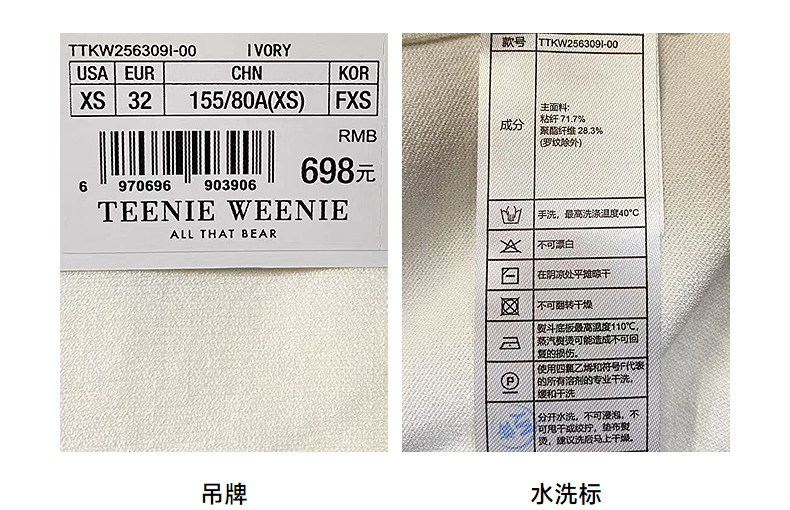 TTKW256309I-00 IVORY
USA EUR CHN KOR
XS 32 155/80A(XS) FXS
RMB
698元
6 970696 903906
TEENIE WEENIE
ALL THAT BEAR
吊牌
款号 TTKW256309I-00
成分
主面料:
粘纤 71.7%
聚酯纤维 28.3%
(罗纹除外)
手洗，最高洗涤温度40°C
不可漂白
在阴凉处平摊晾干
不可翻转干燥
熨斗底板最高温度110℃,
蒸汽熨烫可能造成不可回
复的损伤。
P
使用四氯乙烯和符号F代表
的所有溶剂的专业干洗,
缓和干洗
分开水洗，不可浸泡，不
可甩干或绞拧，垫布熨
烫，建议洗后马上干燥。
水洗标